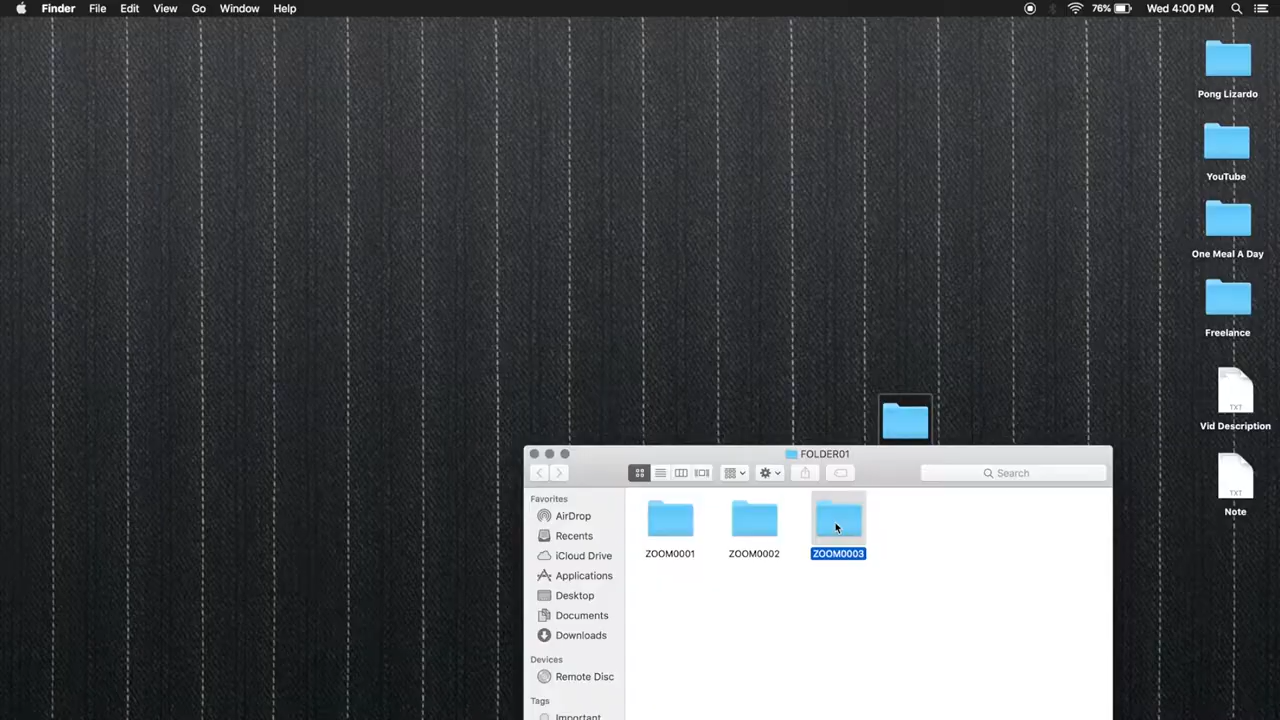 Finder File Edit View Go Window Help 76% Wed 4:00 PM
Pong Lizardo
YouTube
One Meal A Day
Freelance
TXT
Vid Description
TXT
Note
FOLDER01
Search
Favorites
AirDrop
Recents
iCloud Drive
Applications
Desktop
Documents
Downloads
Devices
Remote Disc
Tags
Important
ZOOM0001 ZOOM0002 ZOOM0003